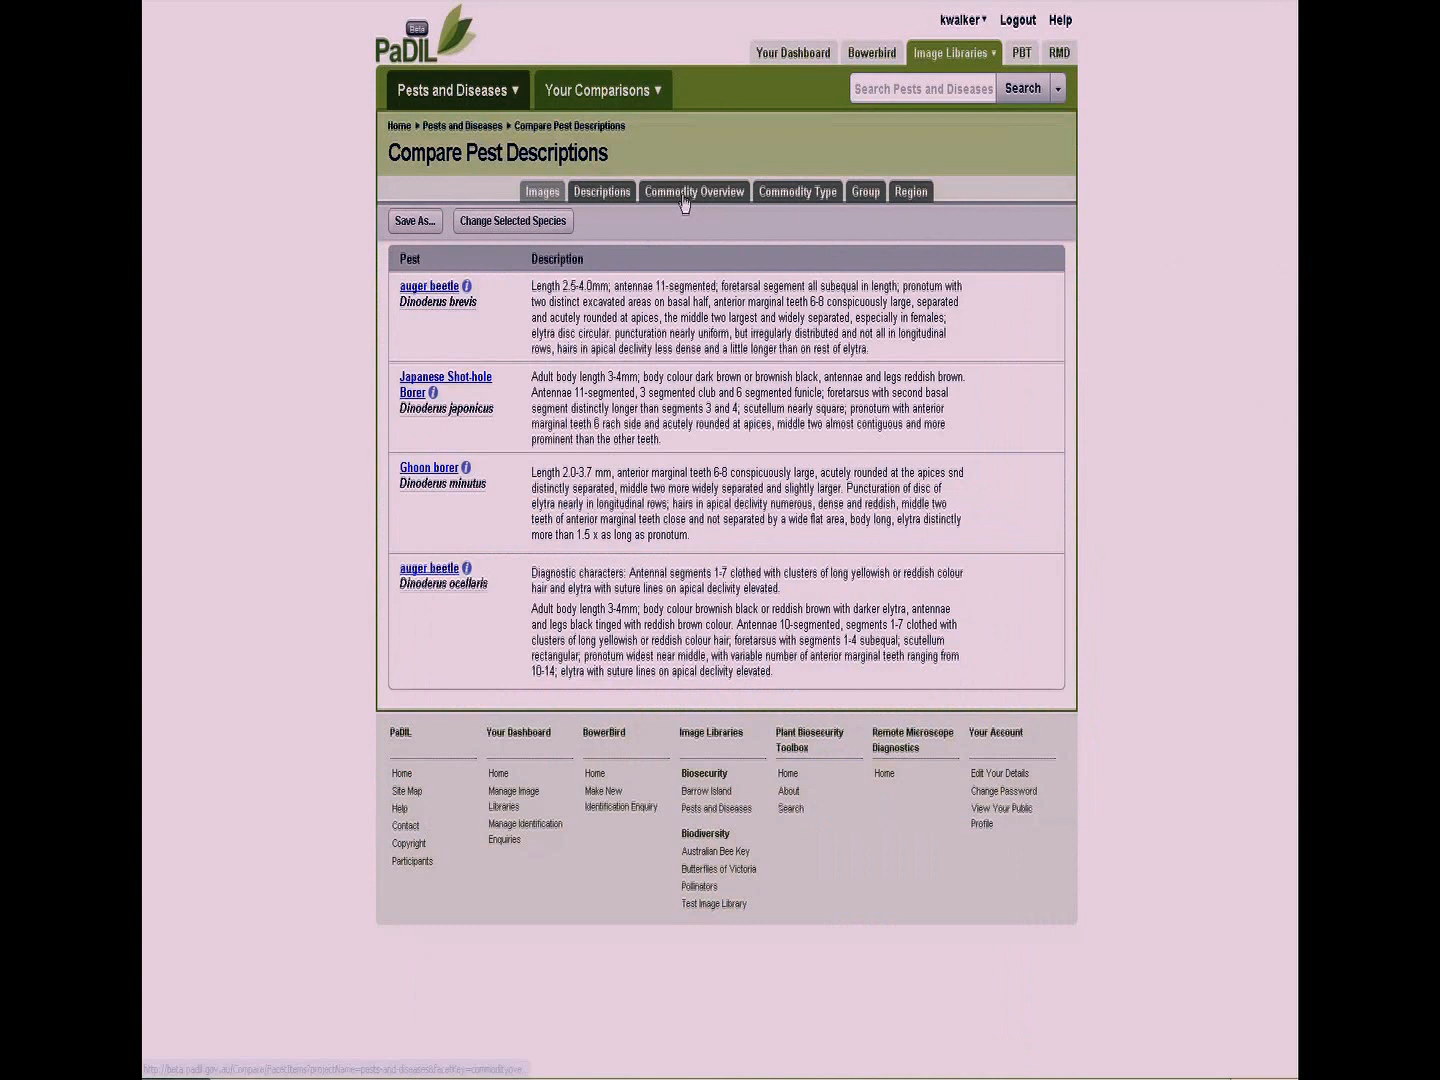 kwalker ▾ Logout Help
Beta
PaDIL
Your Dashboard Bowerbird Image Libraries ▾ PBT RMD
Pests and Diseases ▾ Your Comparisons ▾ Search Pests and Diseases Search
Home ▸ Pests and Diseases ▸ Compare Pest Descriptions
Compare Pest Descriptions
Images Descriptions Commodity Overview Commodity Type Group Region
Save As... Change Selected Species
Pest Description
auger beetle i
Dinoderus brevis
Length 2.5-4.0mm; antennae 11-segmented; foretarsal segement all subequal in length; pronotum with
two distinct excavated areas on basal half, anterior marginal teeth 6-8 conspicuously large, separated
and acutely rounded at apices, the middle two largest and widely separated, especially in females;
elytra disc circular. puncturation nearly uniform, but irregularly distributed and not all in longitudinal
rows, hairs in apical declivity less dense and a little longer than on rest of elytra.
Japanese Shot-hole
Borer i
Dinoderus japonicus
Adult body length 3-4mm; body colour dark brown or brownish black, antennae and legs reddish brown.
Antennae 11-segmented, 3 segmented club and 6 segmented funicle; foretarsus with second basal
segment distinctly longer than segments 3 and 4; scutellum nearly square; pronotum with anterior
marginal teeth 6 rach side and acutely rounded at apices, middle two almost contiguous and more
prominent than the other teeth.
Ghoon borer i
Dinoderus minutus
Length 2.0-3.7 mm, anterior marginal teeth 6-8 conspicuously large, acutely rounded at the apices snd
distinctly separated, middle two more widely separated and slightly larger. Puncturation of disc of
elytra nearly in longitudinal rows; hairs in apical declivity numerous, dense and reddish, middle two
teeth of anterior marginal teeth close and not separated by a wide flat area, body long, elytra distinctly
more than 1.5 x as long as pronotum.
auger beetle i
Dinoderus ocellaris
Diagnostic characters: Antennal segments 1-7 clothed with clusters of long yellowish or reddish colour
hair and elytra with suture lines on apical declivity elevated.
Adult body length 3-4mm; body colour brownish black or reddish brown with darker elytra, antennae
and legs black tinged with reddish brown colour. Antennae 10-segmented, segments 1-7 clothed with
clusters of long yellowish or reddish colour hair; foretarsus with segments 1-4 subequal; scutellum
rectangular; pronotum widest near middle, with variable number of anterior marginal teeth ranging from
10-14; elytra with suture lines on apical declivity elevated.
PaDIL
Home
Site Map
Help
Contact
Copyright
Participants
Your Dashboard
Home
Manage Image
Libraries
Manage Identification
Enquiries
BowerBird
Home
Make New
Identification Enquiry
Image Libraries
Biosecurity
Barrow Island
Pests and Diseases
Biodiversity
Australian Bee Key
Butterflies of Victoria
Pollinators
Test Image Library
Plant Biosecurity
Toolbox
Home
About
Search
Remote Microscope
Diagnostics
Home
Your Account
Edit Your Details
Change Password
View Your Public
Profile